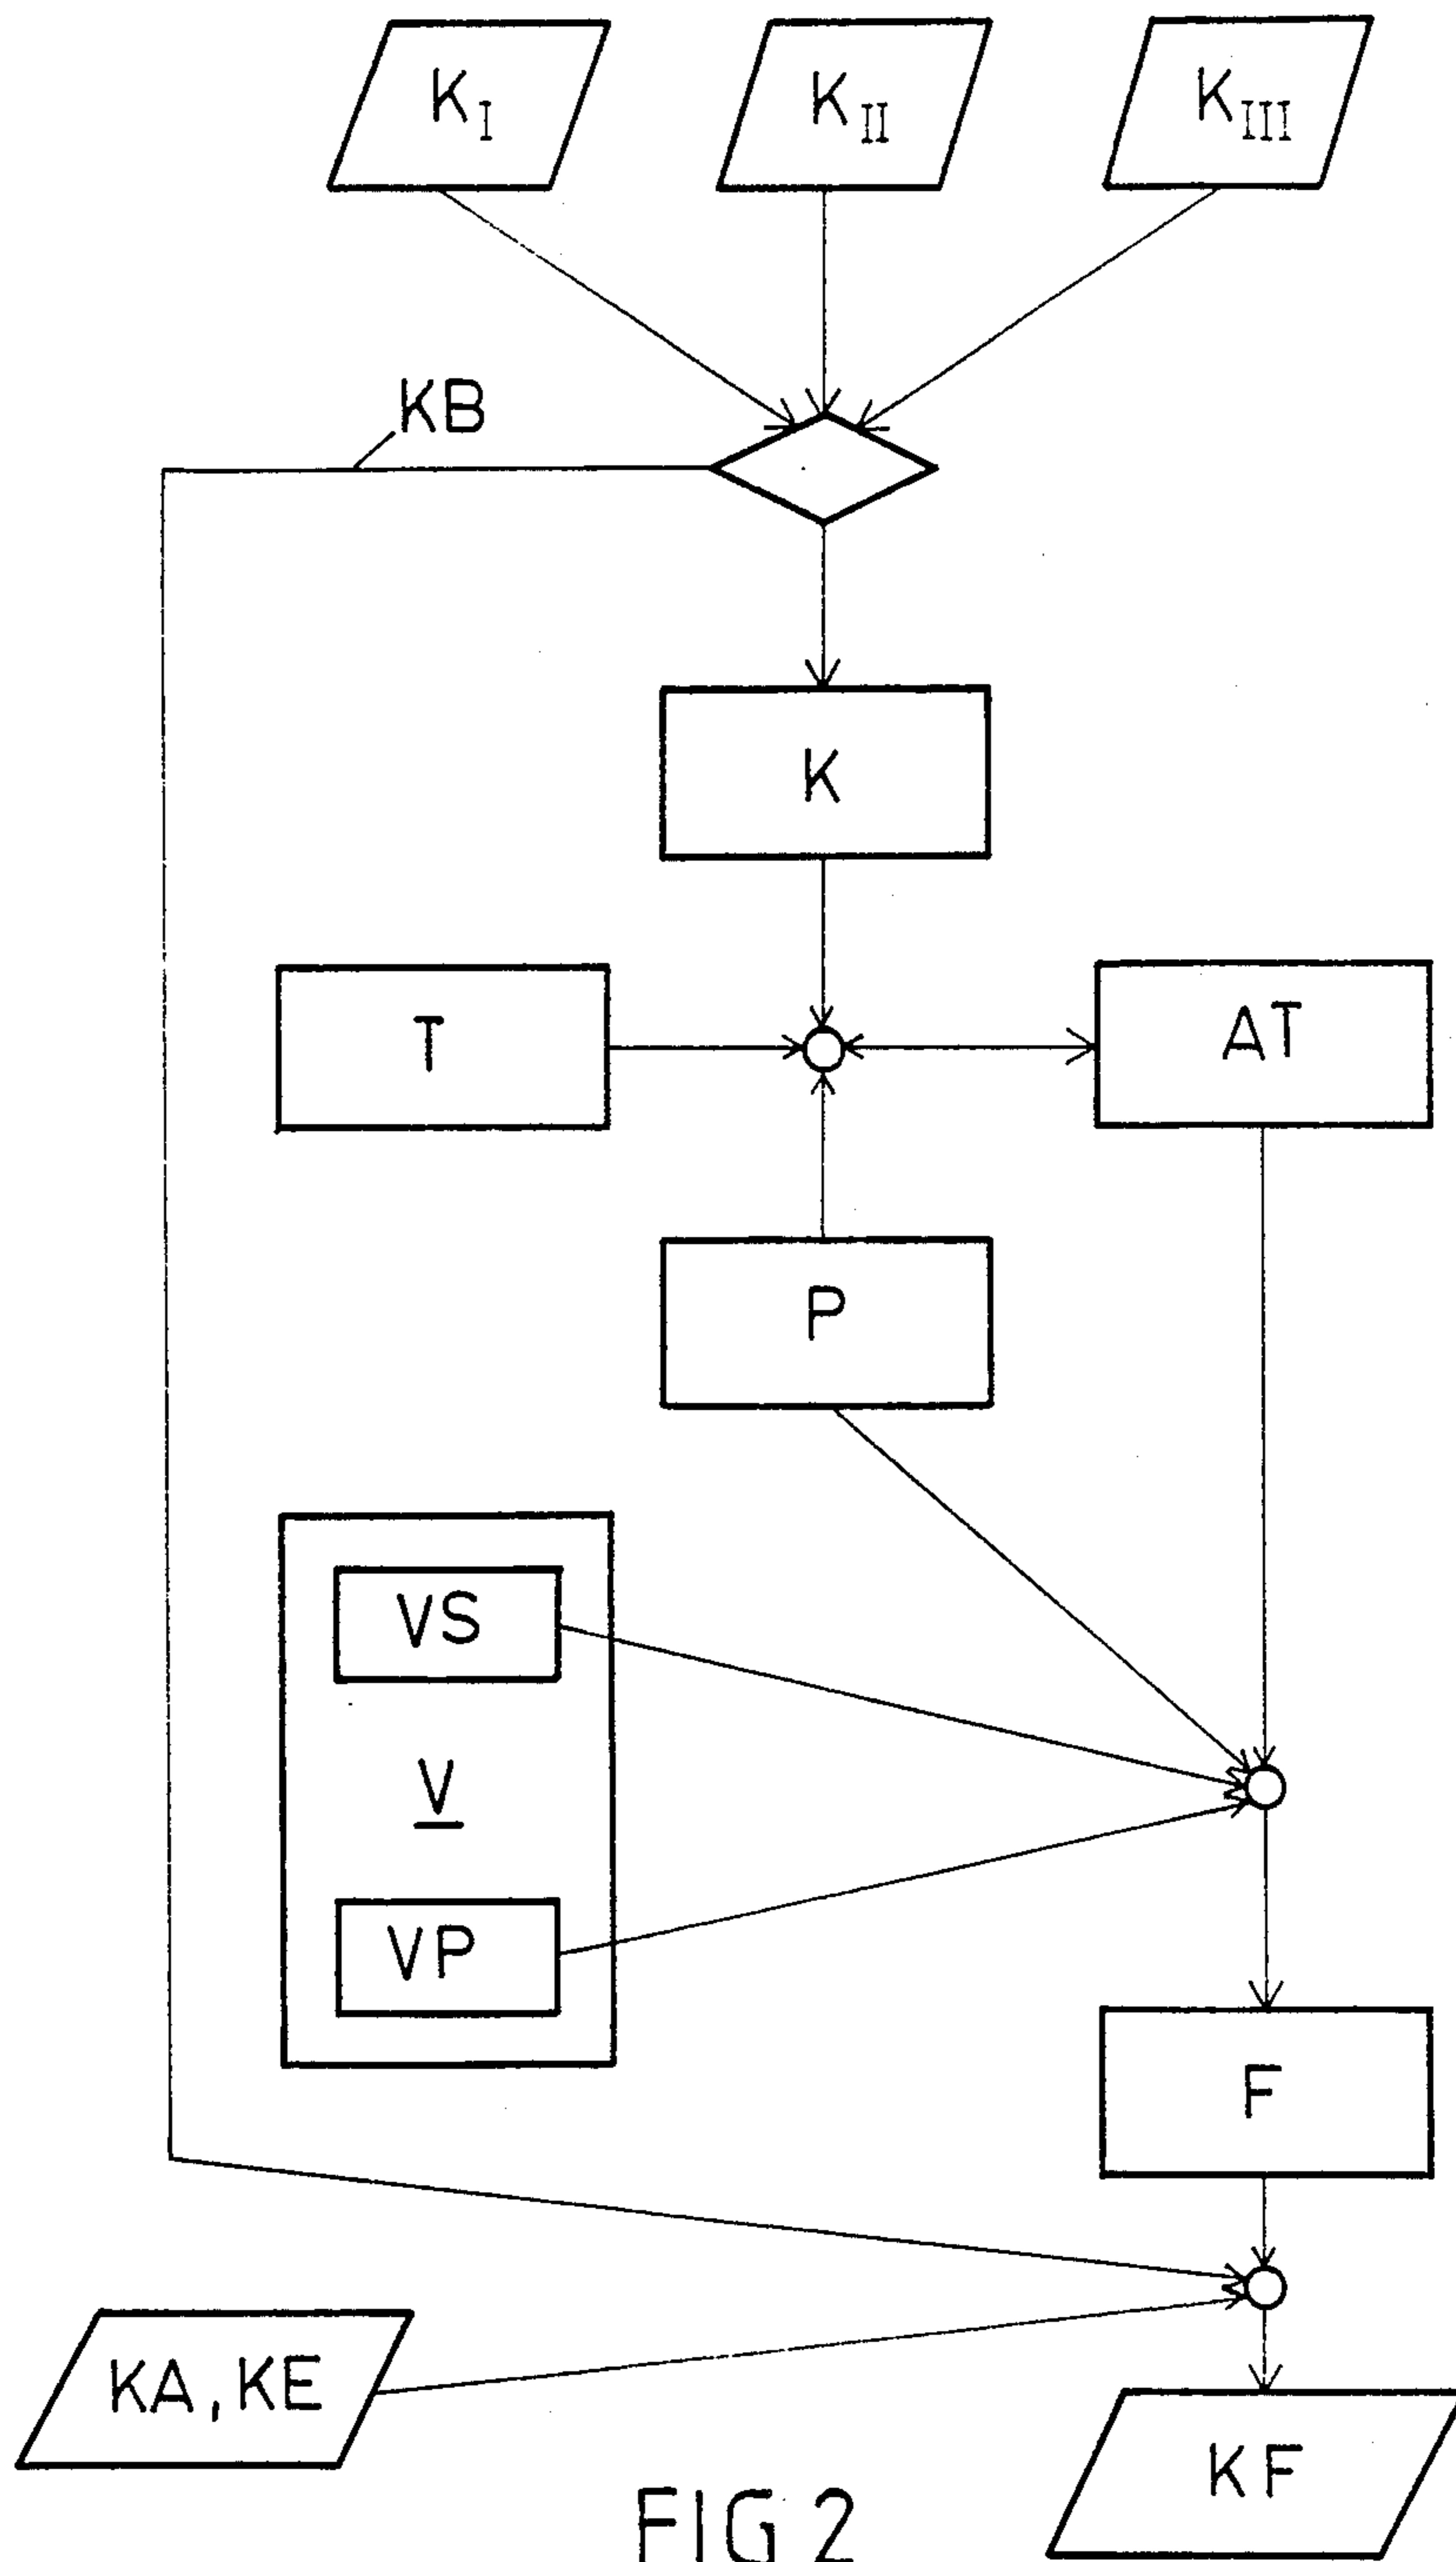 K_I K_II K_III
KB
K
T AT
P
VS
V
VP
F
KA, KE
KF
FIG 2